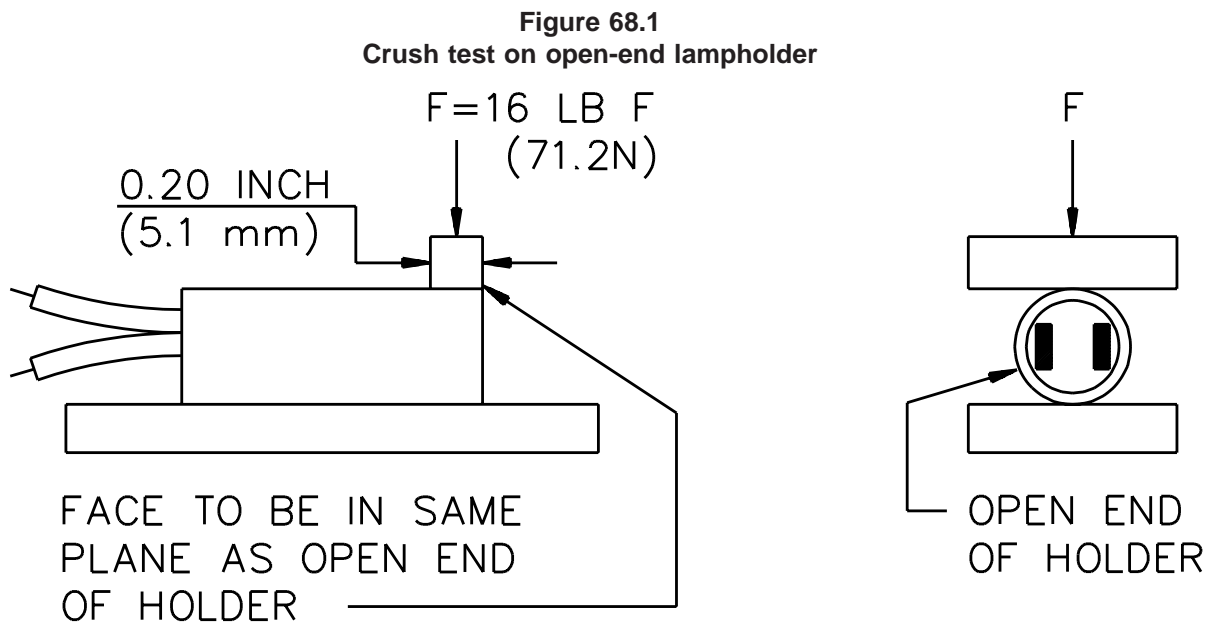 Figure 68.1
Crush test on open-end lampholder
F=16 LB F
(71.2N)
0.20 INCH
(5.1 mm)
F
FACE TO BE IN SAME
PLANE AS OPEN END
OF HOLDER
OPEN END
OF HOLDER